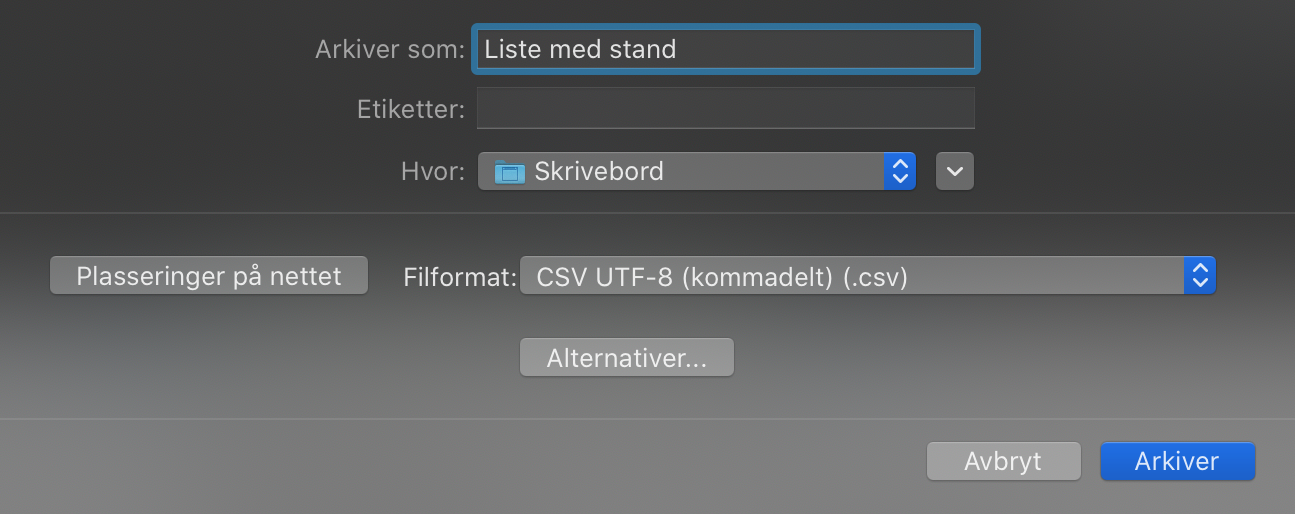 Arkiver som: Liste med stand
Etiketter:
Hvor: Skrivebord
Plasseringer på nettet Filformat: CSV UTF-8 (kommadelt) (.csv)
Alternativer...
Avbryt Arkiver